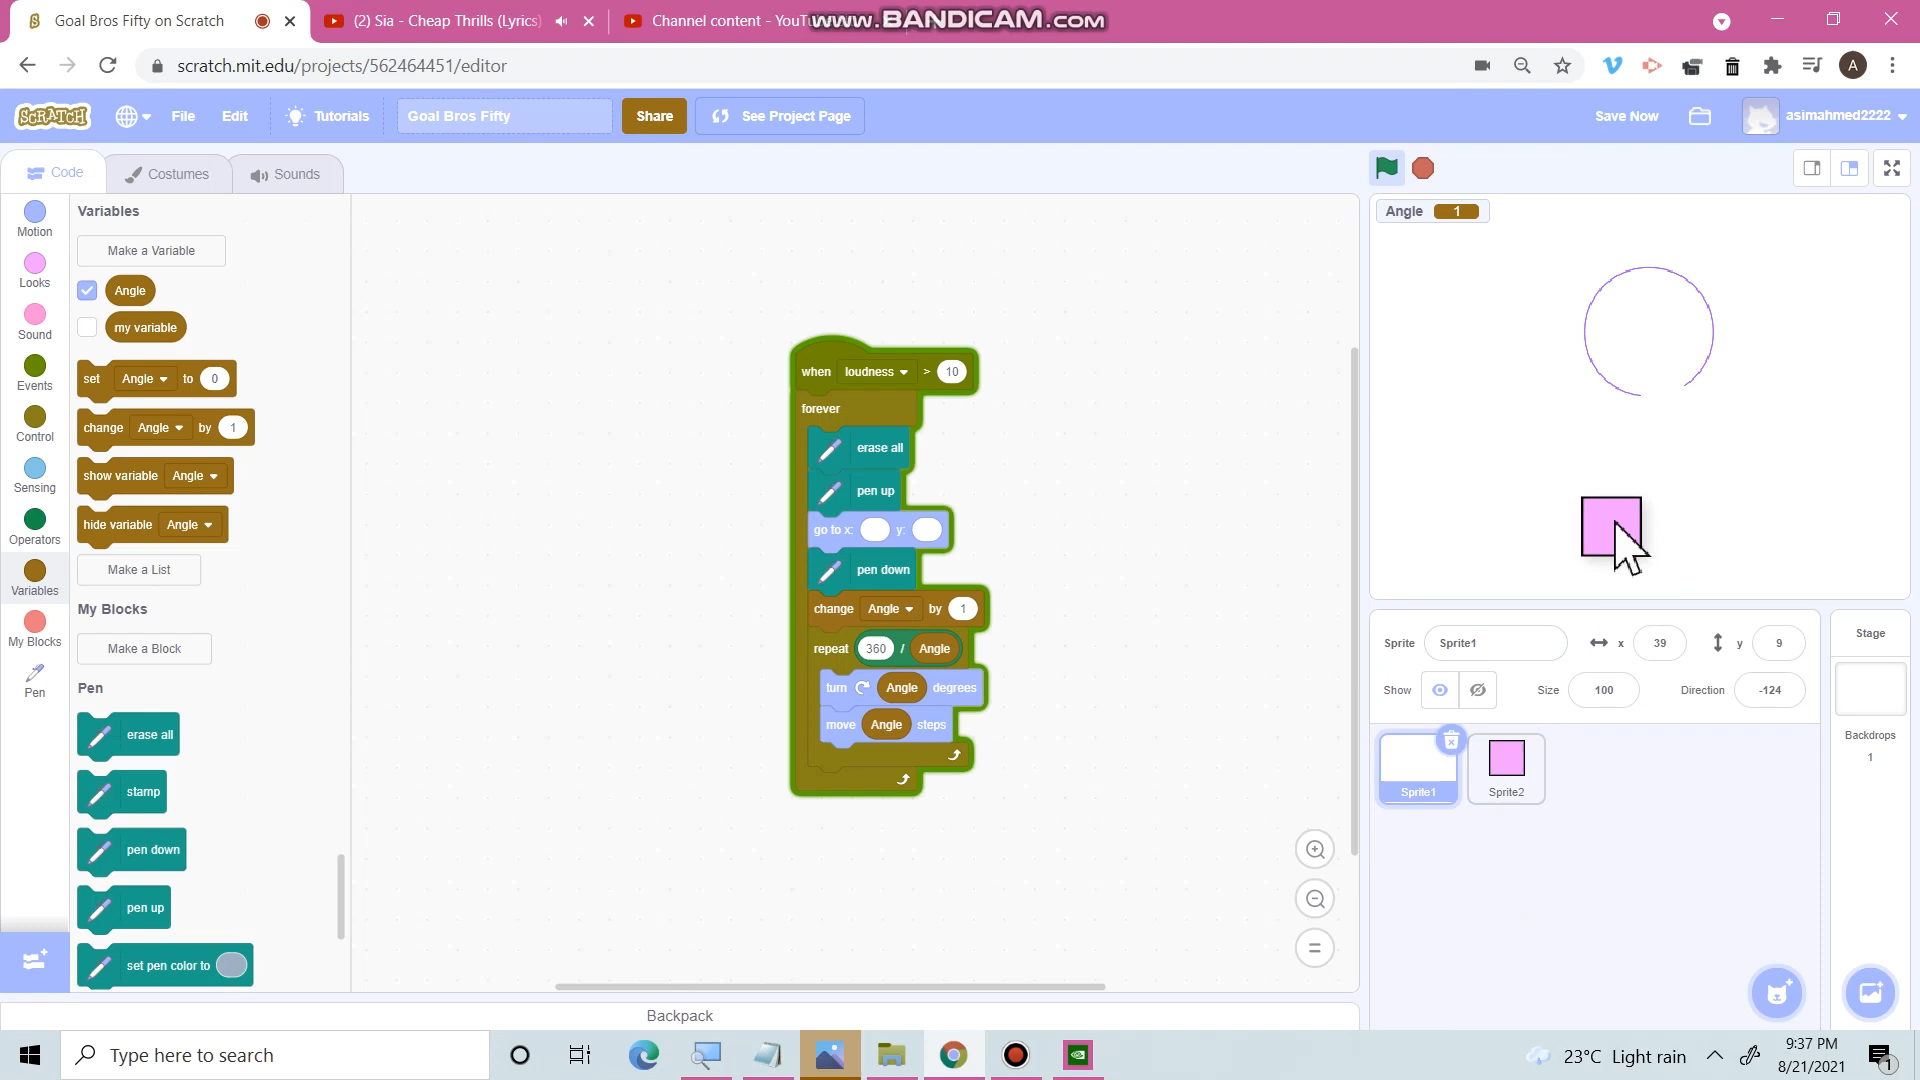 Goal Bros Fifty on Scratch
(2) Sia - Cheap Thrills (Lyrics)
Channel content - YouTu
www.BANDICAM.COM
scratch.mit.edu/projects/562464451/editor
A
SCRATCH
File
Edit
Tutorials
Goal Bros Fifty
Share
See Project Page
Save Now
asimahmed2222
Code
Costumes
Sounds
Motion
Looks
Sound
Events
Control
Sensing
Operators
Variables
My Blocks
Pen
Variables
Make a Variable
Angle
my variable
set Angle to 0
change Angle by 1
show variable Angle
hide variable Angle
Make a List
My Blocks
Make a Block
Pen
erase all
stamp
pen down
pen up
set pen color to
when loudness > 10
forever
erase all
pen up
go to x: y:
pen down
change Angle by 1
repeat 360 / Angle
turn Angle degrees
move Angle steps
Backpack
Angle 1
Sprite Sprite1 x 39 y 9
Show Size 100 Direction -124
Sprite1
Sprite2
Stage
Backdrops
1
Type here to search
23°C Light rain
9:37 PM
8/21/2021
1